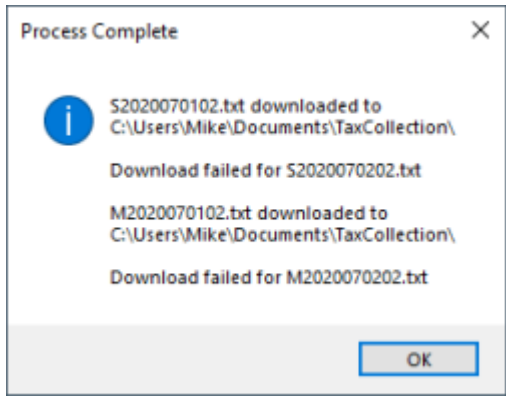 Process Complete
S2020070102.txt downloaded to
C:\Users\Mike\Documents\TaxCollection\
Download failed for S2020070202.txt
M2020070102.txt downloaded to
C:\Users\Mike\Documents\TaxCollection\
Download failed for M2020070202.txt
OK